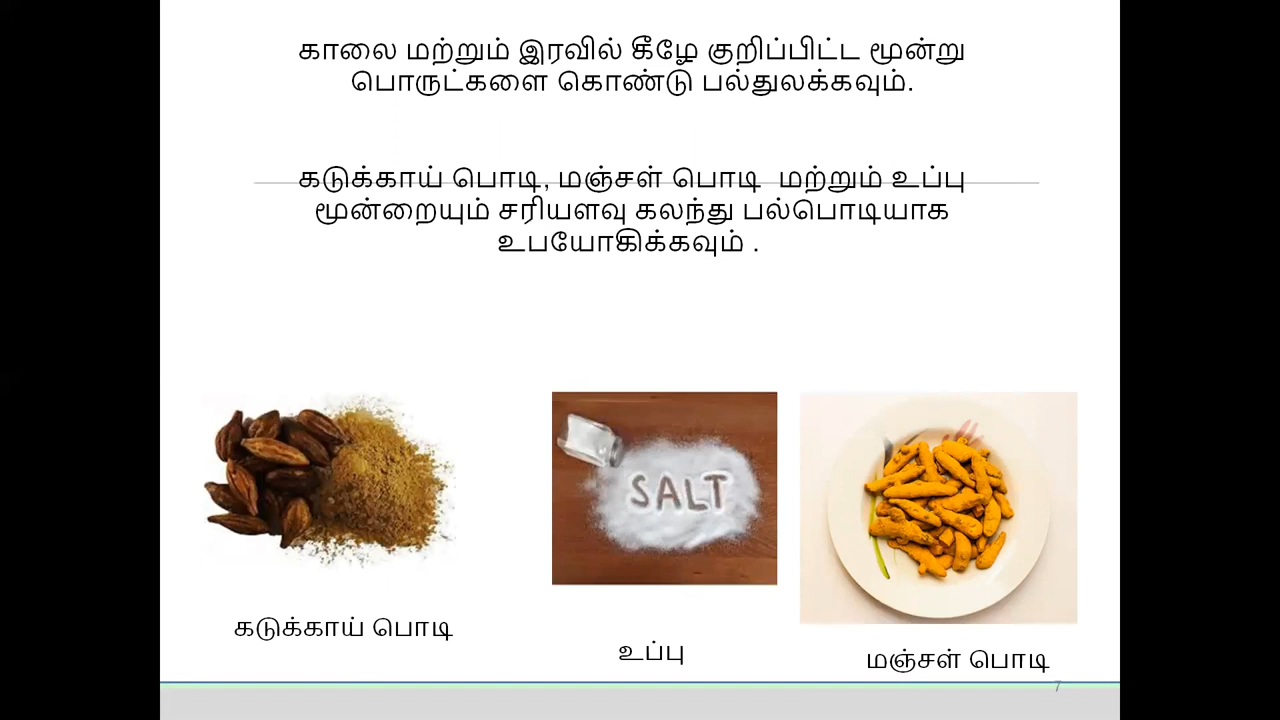 காலை மற்றும் இரவில் கீழே குறிப்பிட்ட மூன்று
பொருட்களை கொண்டு பல்துலக்கவும்.
கடுக்காய் பொடி, மஞ்சள் பொடி மற்றும் உப்பு
மூன்றையும் சரியளவு கலந்து பல்பொடியாக
உபயோகிக்கவும் .
SALT
கடுக்காய் பொடி
உப்பு
மஞ்சள் பொடி
7